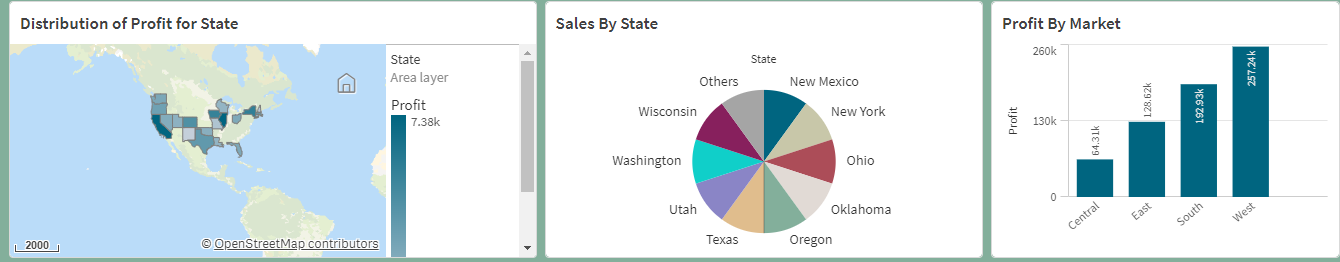 Distribution of Profit for State
State
Area layer
Profit
7.38k
2000
© OpenStreetMap contributors
Sales By State
State
Others
New Mexico
Wisconsin
New York
Washington
Ohio
Utah
Oklahoma
Texas
Oregon
Profit By Market
260k
130k
0
Profit
64.31k
128.62k
192.93k
257.24k
Central
East
South
West